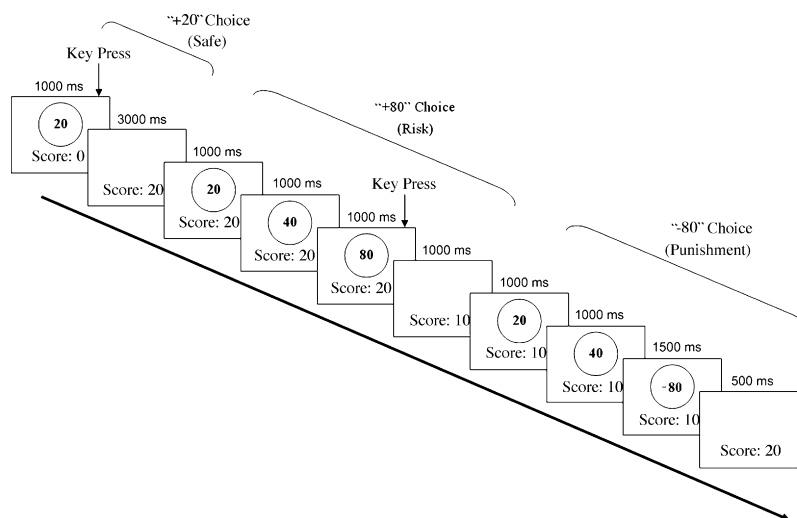 "+20" Choice
(Safe)
Key Press
1000 ms
20
Score: 0
3000 ms
Score: 20
1000 ms
20
Score: 20
"+80" Choice
(Risk)
1000 ms
40
Score: 20
Key Press
1000 ms
80
Score: 20
1000 ms
Score: 10
"-80" Choice
(Punishment)
1000 ms
20
Score: 10
1000 ms
40
Score: 10
1500 ms
-80
Score: 10
500 ms
Score: 20